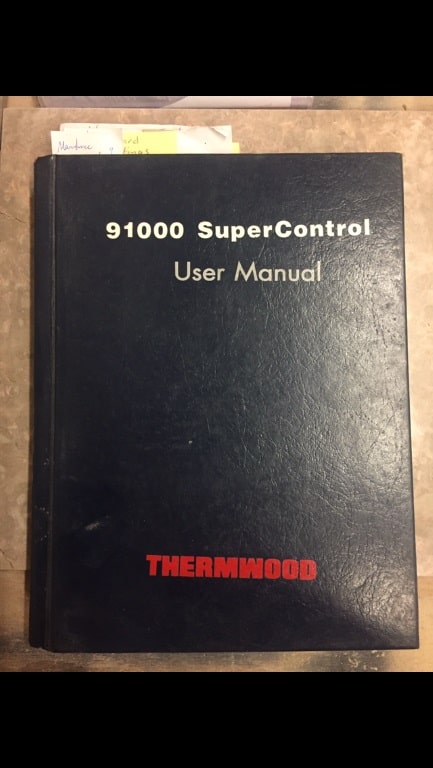 91000 SuperControl
User Manual
THERMWOOD